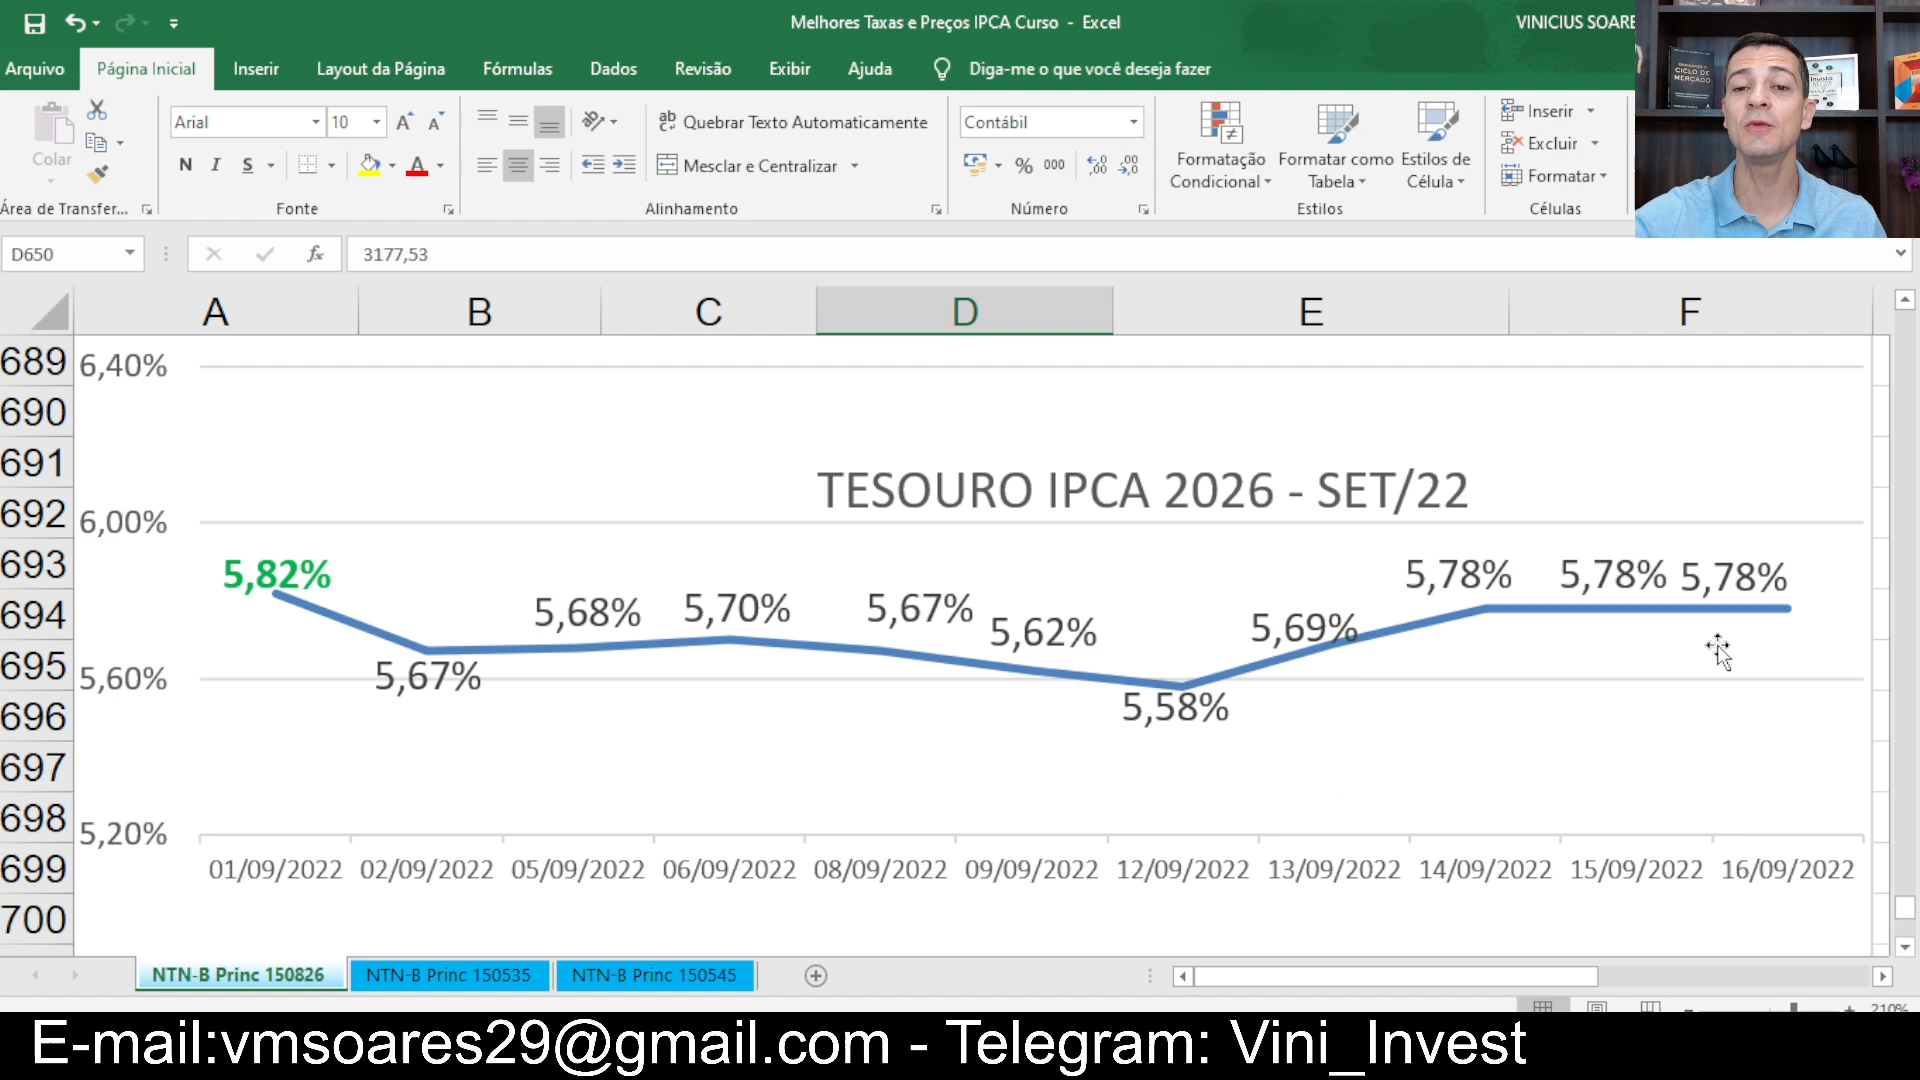 Melhores Taxas e Preços IPCA Curso - Excel
VINICIUS SOARE
Arquivo Página Inicial Inserir Layout da Página Fórmulas Dados Revisão Exibir Ajuda Diga-me o que você deseja fazer
Colar
Arial 10
N I S
Quebrar Texto Automaticamente
Mesclar e Centralizar
Contábil
% 000
Formatação Condicional
Formatar como Tabela
Estilos de Célula
Inserir
Excluir
Formatar
Área de Transfer... Fonte Alinhamento Número Estilos Células
CICLO DE
MERCADO
D650 fx 3177,53
A B C D E F
689
690
691
692
693
694
695
696
697
698
699
700
TESOURO IPCA 2026 - SET/22
6,40%
6,00%
5,60%
5,20%
5,82% 5,67% 5,68% 5,70% 5,67% 5,62% 5,58% 5,69% 5,78% 5,78% 5,78%
01/09/2022 02/09/2022 05/09/2022 06/09/2022 08/09/2022 09/09/2022 12/09/2022 13/09/2022 14/09/2022 15/09/2022 16/09/2022
NTN-B Princ 150826 NTN-B Princ 150535 NTN-B Princ 150545
210%
E-mail:vmsoares29@gmail.com - Telegram: Vini_Invest